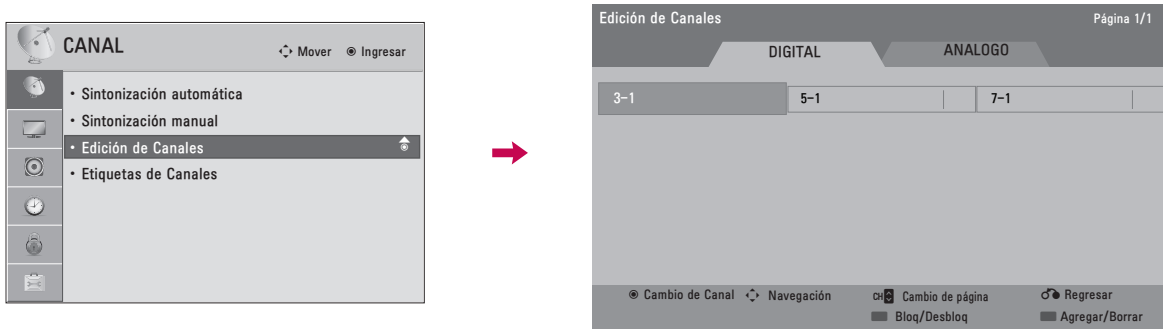 CANAL
Mover
Ingresar
• Sintonización automática
• Sintonización manual
• Edición de Canales
• Etiquetas de Canales
Edición de Canales
Página 1/1
DIGITAL
ANALOGO
3-1
5-1
7-1
Cambio de Canal
Navegación
CH
Cambio de página
Regresar
Bloq/Desbloq
Agregar/Borrar